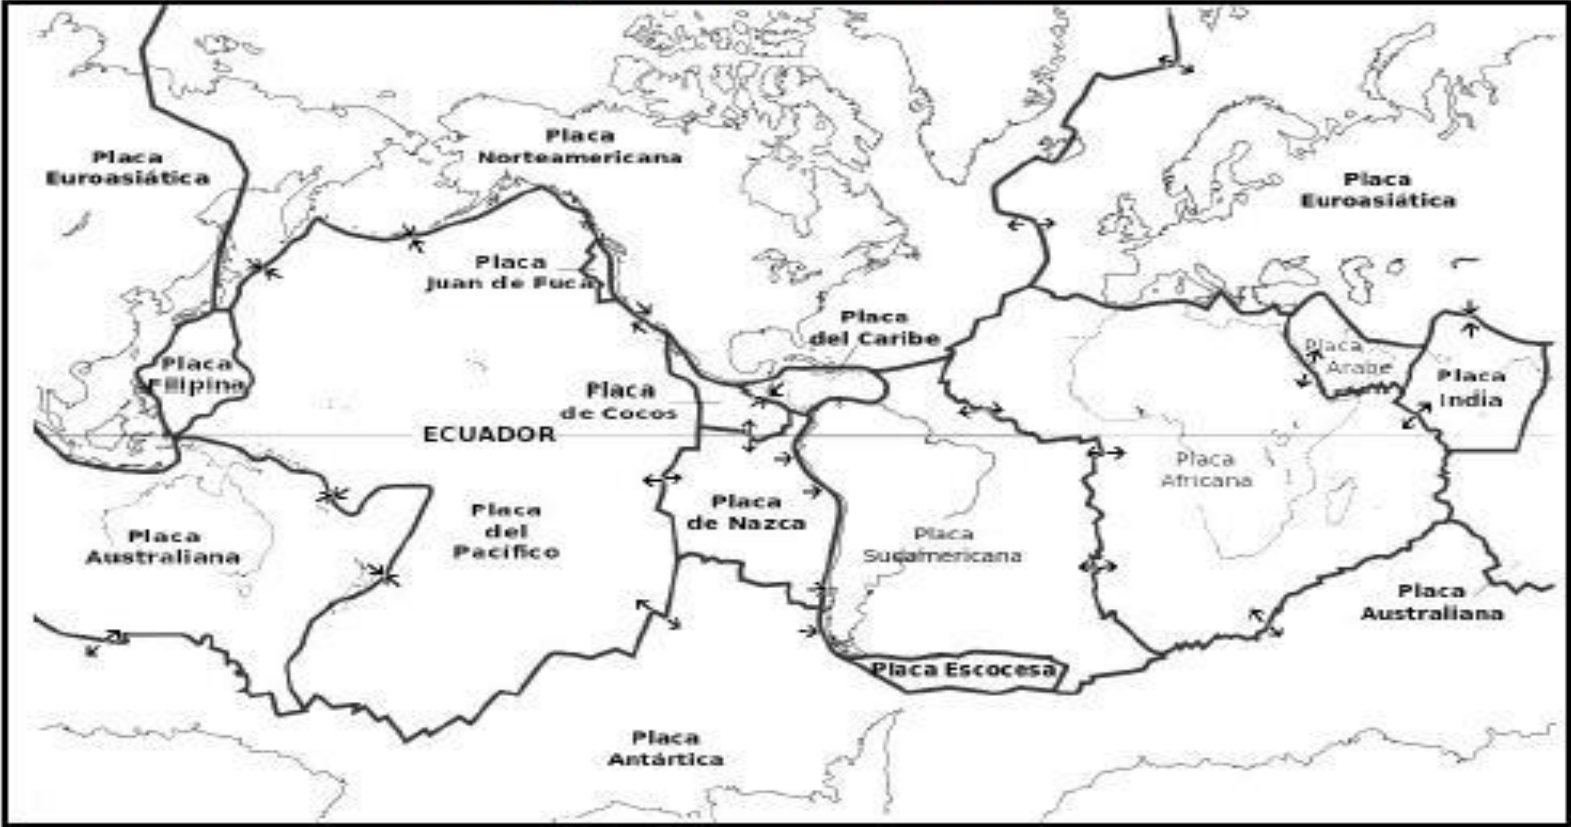 Placa
Norteamericana
Placa
Euroasiática
Placa
Euroasiática
Placa
Juan de Fuca
Placa
del Caribe
Placa
Filipina
Placa
de Cocos
Placa
Arabe
Placa
India
ECUADOR
Placa
Africana
Placa
del
Pacífico
Placa
de Nazca
Placa
Sudamericana
Placa
Australiana
Placa
Australiana
Placa Escocesa
Placa
Antártica